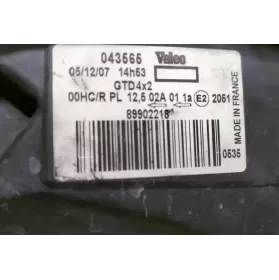 043565 Valeo
05/12/07 14h53
GTD4x2
00HC/R PL 12,5 02A 01 1a E2 2051
89902218
MADE IN FRANCE
0535